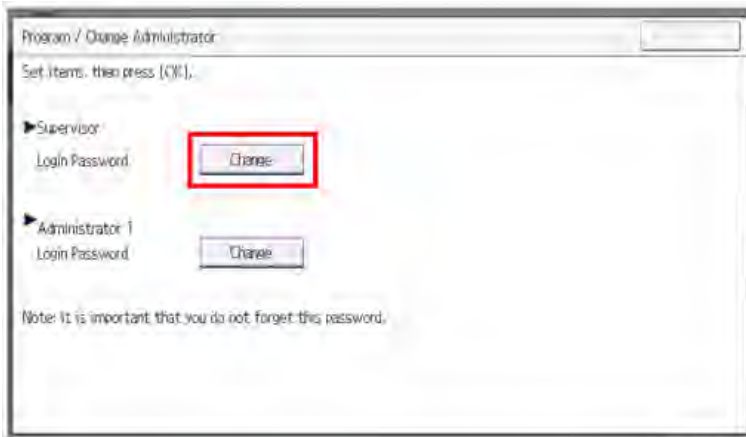 Program / Change Administrator
Set items, then press [OK].
▶Supervisor
Login Password
Change
▶Administrator 1
Login Password
Change
Note: It is important that you do not forget this password.